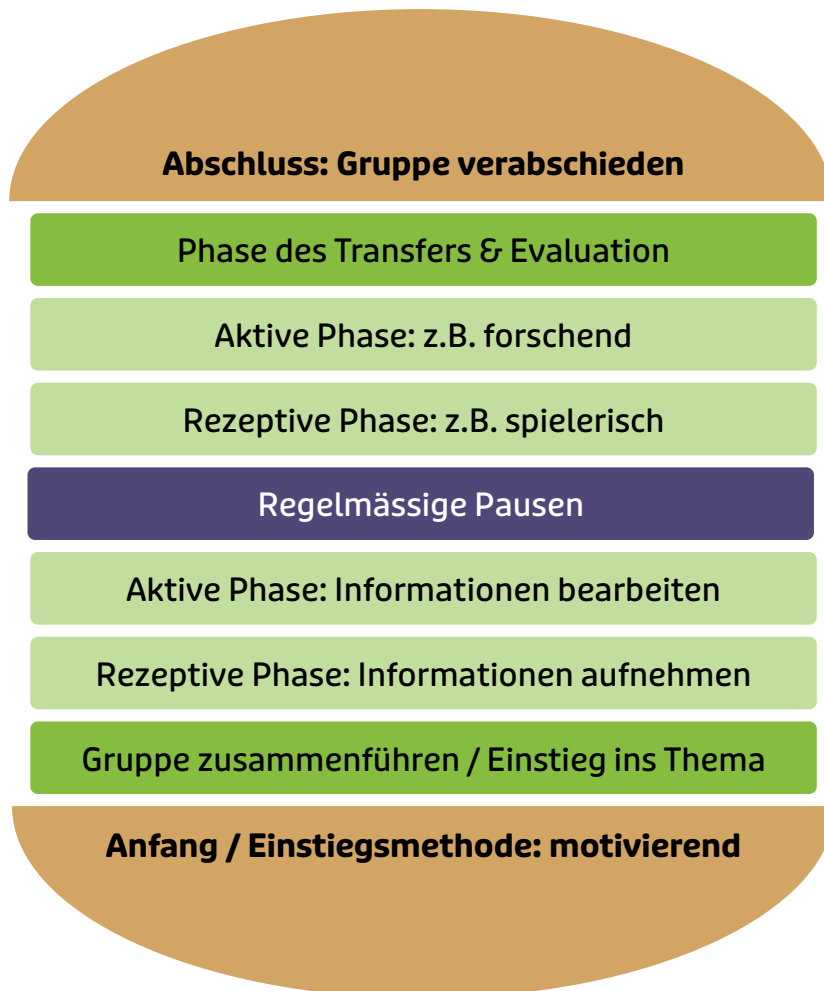 Abschluss: Gruppe verabschieden
Phase des Transfers & Evaluation
Aktive Phase: z.B. forschend
Rezeptive Phase: z.B. spielerisch
Regelmässige Pausen
Aktive Phase: Informationen bearbeiten
Rezeptive Phase: Informationen aufnehmen
Gruppe zusammenführen / Einstieg ins Thema
Anfang / Einstiegsmethode: motivierend